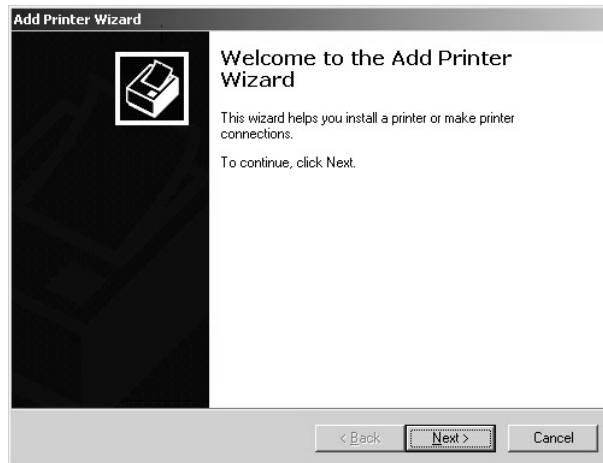 Add Printer Wizard
Welcome to the Add Printer
Wizard
This wizard helps you install a printer or make printer
connections.
To continue, click Next.
< Back
Next >
Cancel